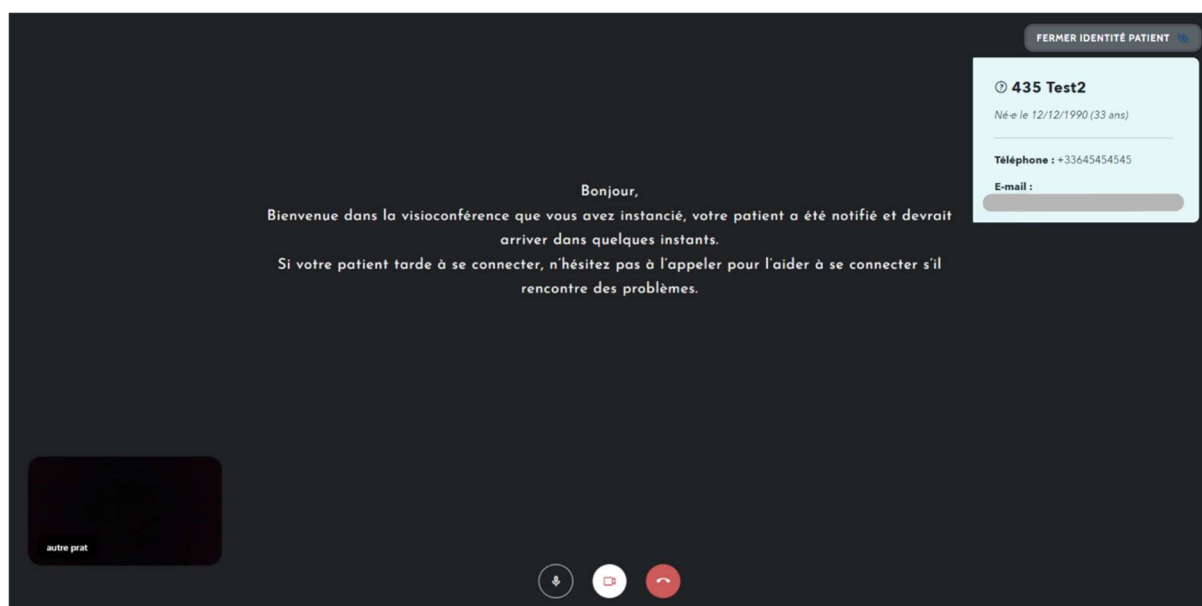 FERMER IDENTITÉ PATIENT
435 Test2
Né·e le 12/12/1990 (33 ans)
Téléphone : +33645454545
E-mail :
Bonjour,
Bienvenue dans la visioconférence que vous avez instancié, votre patient a été notifié et devrait
arriver dans quelques instants.
Si votre patient tarde à se connecter, n'hésitez pas à l'appeler pour l'aider à se connecter s'il
rencontre des problèmes.
autre prat